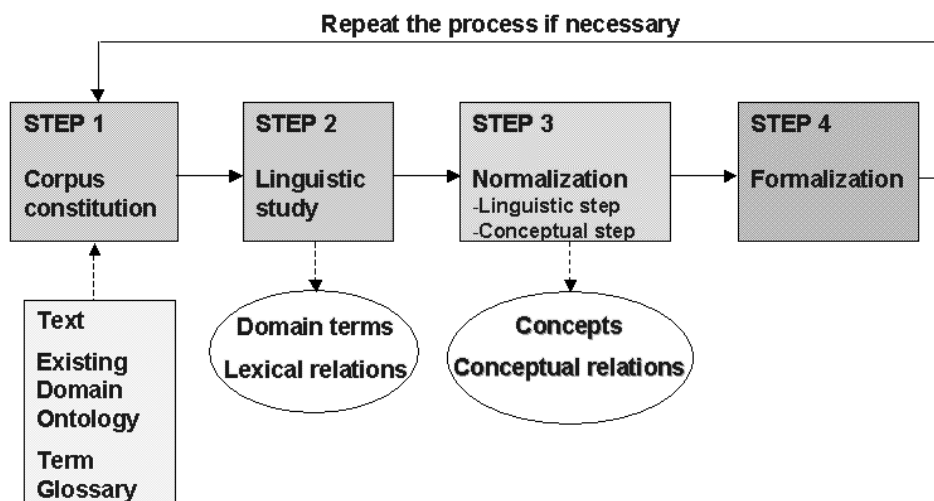 Repeat the process if necessary
STEP 1
Corpus
constitution
STEP 2
Linguistic
study
STEP 3
Normalization
-Linguistic step
-Conceptual step
STEP 4
Formalization
Text
Existing
Domain
Ontology
Term
Glossary
Domain terms
Lexical relations
Concepts
Conceptual relations